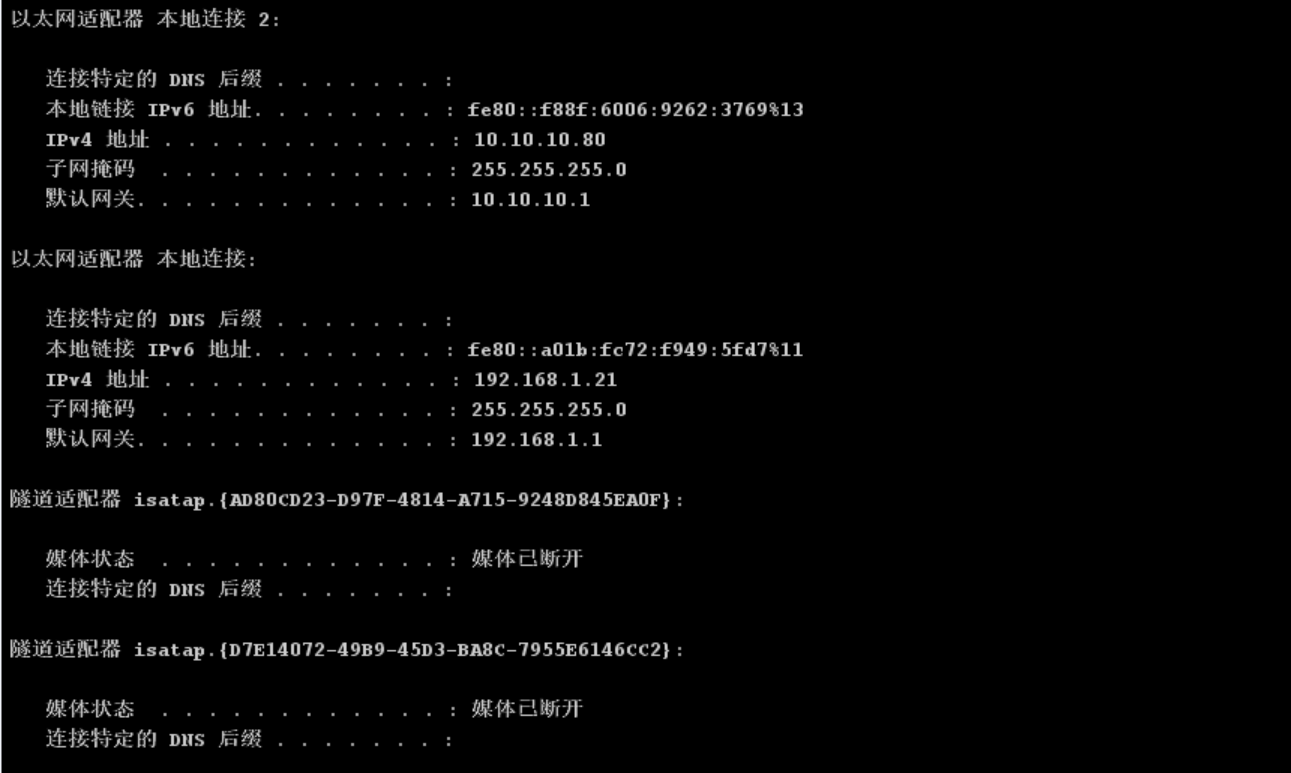 以太网适配器 本地连接 2:
连接特定的 DNS 后缀 . . . . . . . :
本地链接 IPv6 地址. . . . . . . . : fe80::f88f:6006:9262:3769%13
IPv4 地址 . . . . . . . . . . . . . : 10.10.10.80
子网掩码  . . . . . . . . . . . . . : 255.255.255.0
默认网关. . . . . . . . . . . . . . : 10.10.10.1
以太网适配器 本地连接:
连接特定的 DNS 后缀 . . . . . . . :
本地链接 IPv6 地址. . . . . . . . : fe80::a01b:fc72:f949:5fd7%11
IPv4 地址 . . . . . . . . . . . . . : 192.168.1.21
子网掩码  . . . . . . . . . . . . . : 255.255.255.0
默认网关. . . . . . . . . . . . . . : 192.168.1.1
隧道适配器 isatap.{AD80CD23-D97F-4814-A715-9248D845EA0F}:
媒体状态  . . . . . . . . . . . . . : 媒体已断开
连接特定的 DNS 后缀 . . . . . . . :
隧道适配器 isatap.{D7E14072-49B9-45D3-BA8C-7955E6146CC2}:
媒体状态  . . . . . . . . . . . . . : 媒体已断开
连接特定的 DNS 后缀 . . . . . . . :